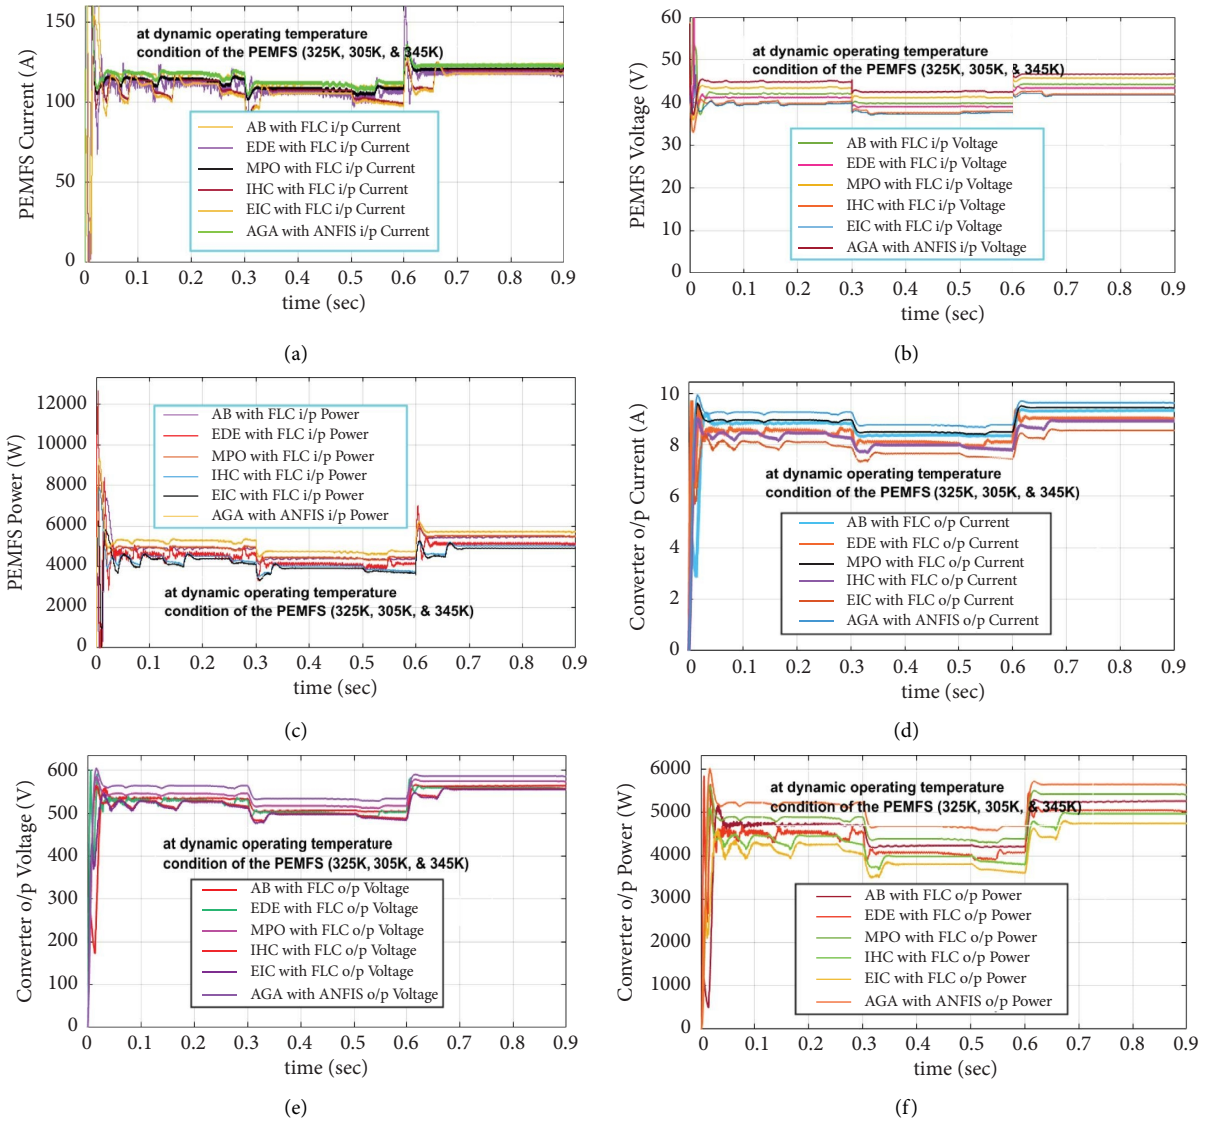 PEMFS Current (A)
150
100
50
0
at dynamic operating temperature
condition of the PEMFS (325K, 305K, & 345K)
AB with FLC i/p Current
EDE with FLC i/p Current
MPO with FLC i/p Current
IHC with FLC i/p Current
EIC with FLC i/p Current
AGA with ANFIS i/p Current
0 0.1 0.2 0.3 0.4 0.5 0.6 0.7 0.8 0.9
time (sec)
(a)
PEMFS Voltage (V)
60
50
40
30
20
10
0
at dynamic operating temperature
condition of the PEMFS (325K, 305K, & 345K)
AB with FLC i/p Voltage
EDE with FLC i/p Voltage
MPO with FLC i/p Voltage
IHC with FLC i/p Voltage
EIC with FLC i/p Voltage
AGA with ANFIS i/p Voltage
0 0.1 0.2 0.3 0.4 0.5 0.6 0.7 0.8 0.9
time (sec)
(b)
PEMFS Power (W)
12000
10000
8000
6000
4000
2000
0
AB with FLC i/p Power
EDE with FLC i/p Power
MPO with FLC i/p Power
IHC with FLC i/p Power
EIC with FLC i/p Power
AGA with ANFIS i/p Power
at dynamic operating temperature
condition of the PEMFS (325K, 305K, & 345K)
0 0.1 0.2 0.3 0.4 0.5 0.6 0.7 0.8 0.9
time (sec)
(c)
Converter o/p Current (A)
10
8
6
4
2
0
at dynamic operating temperature
condition of the PEMFS (325K, 305K, & 345K)
AB with FLC o/p Current
EDE with FLC o/p Current
MPO with FLC o/p Current
IHC with FLC o/p Current
EIC with FLC o/p Current
AGA with ANFIS o/p Current
0 0.1 0.2 0.3 0.4 0.5 0.6 0.7 0.8 0.9
time (sec)
(d)
Converter o/p Voltage (V)
600
500
400
300
200
100
0
at dynamic operating temperature
condition of the PEMFS (325K, 305K, & 345K)
AB with FLC o/p Voltage
EDE with FLC o/p Voltage
MPO with FLC o/p Voltage
IHC with FLC o/p Voltage
EIC with FLC o/p Voltage
AGA with ANFIS o/p Voltage
0 0.1 0.2 0.3 0.4 0.5 0.6 0.7 0.8 0.9
time (sec)
(e)
Converter o/p Power (W)
6000
5000
4000
3000
2000
1000
0
at dynamic operating temperature
condition of the PEMFS (325K, 305K, & 345K)
AB with FLC o/p Power
EDE with FLC o/p Power
MPO with FLC o/p Power
IHC with FLC o/p Power
EIC with FLC o/p Power
AGA with ANFIS o/p Power
0 0.1 0.2 0.3 0.4 0.5 0.6 0.7 0.8 0.9
time (sec)
(f)